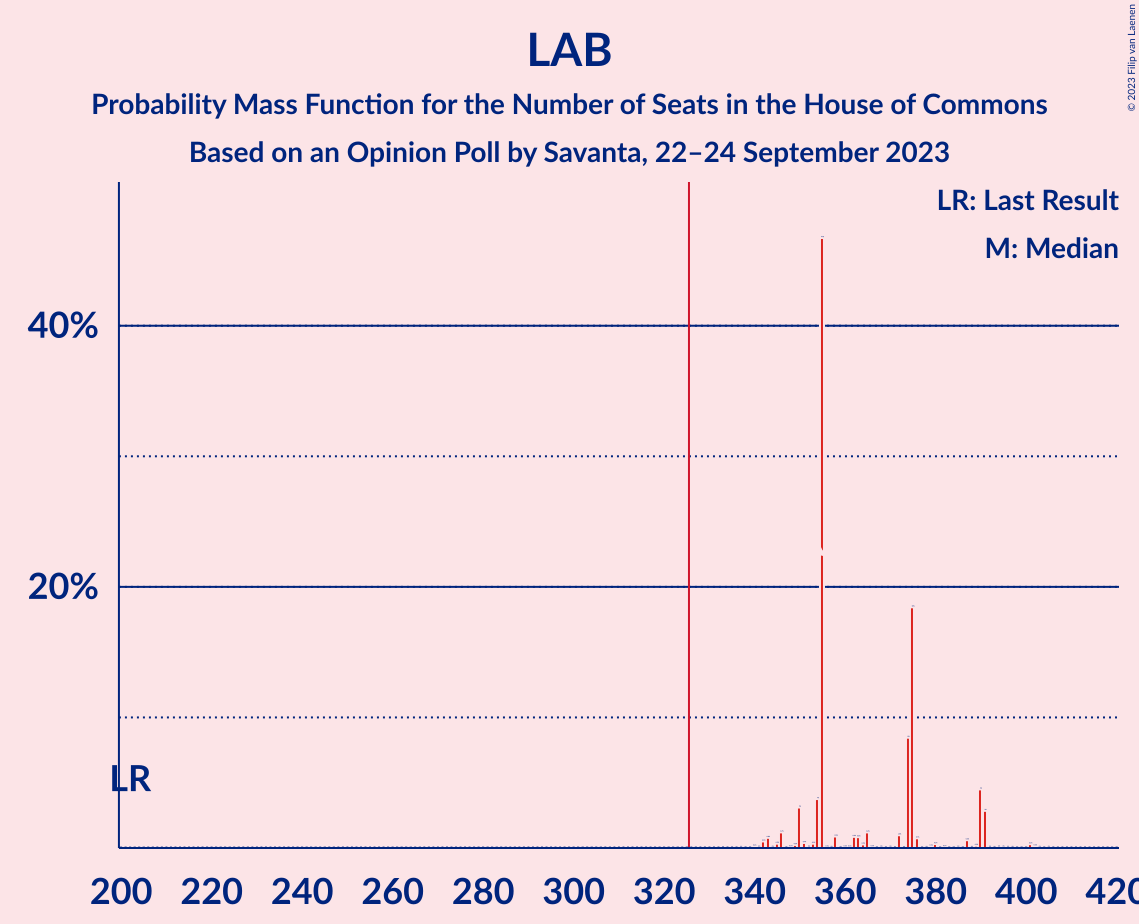 LAB
Probability Mass Function for the Number of Seats in the House of Commons
Based on an Opinion Poll by Savanta, 22–24 September 2023
© 2023 Filip van Laenen
LR: Last Result
M: Median
40%
20%
LR
200 220 240 260 280 300 320 340 360 380 400 420